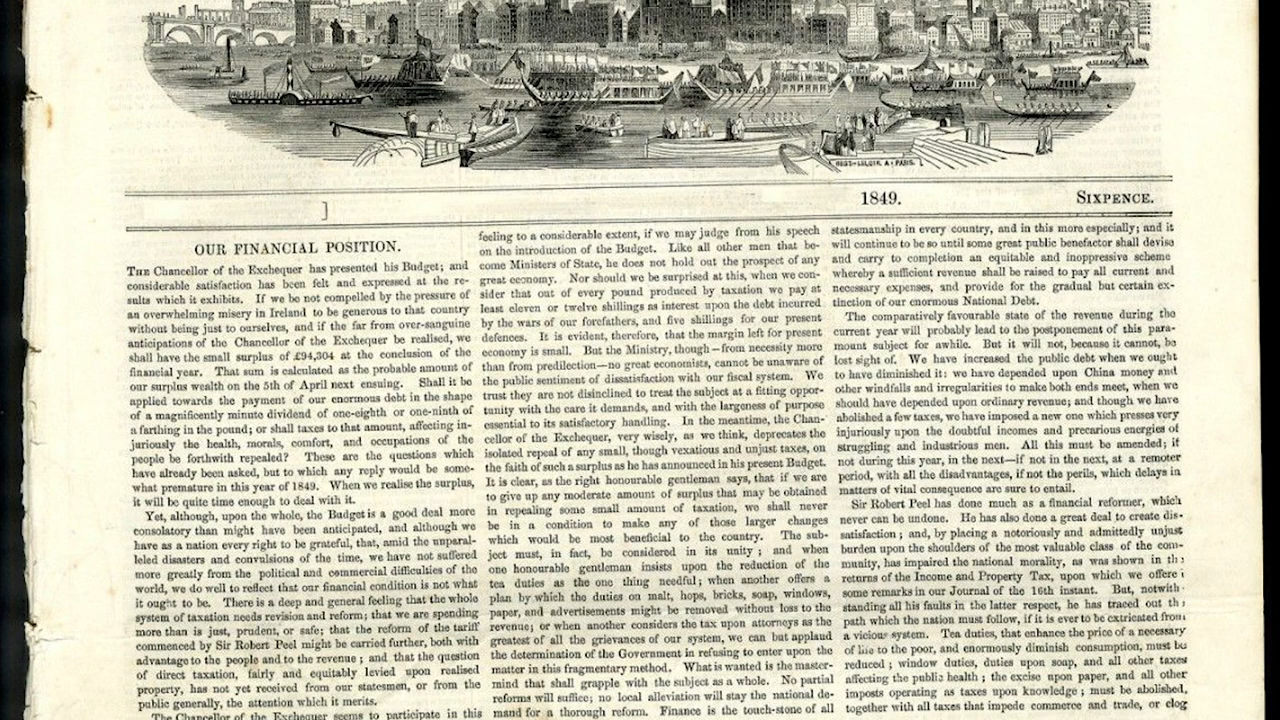 BEST-LELOIR A. PARIS.
]
1849.
SIXPENCE.
OUR FINANCIAL POSITION.
THE Chancellor of the Exchequer has presented his Budget; and
considerable satisfaction has been felt and expressed at the re-
sults which it exhibits. If we be not compelled by the pressure of
an overwhelming misery in Ireland to be generous to that country
without being just to ourselves, and if the far from over-sanguine
anticipations of the Chancellor of the Exchequer be realised, we
shall have the small surplus of £94,304 at the conclusion of the
financial year. That sum is calculated as the probable amount of
our surplus wealth on the 5th of April next ensuing. Shall it be
applied towards the payment of our enormous debt in the shape
of a magnificently minute dividend of one-eighth or one-ninth of
a farthing in the pound; or shall taxes to that amount, affecting in-
juriously the health, morals, comfort, and occupations of the
people be forthwith repealed? These are the questions which
have already been asked, but to which any reply would be some-
what premature in this year of 1849. When we realise the surplus,
it will be quite time enough to deal with it.
Yet, although, upon the whole, the Budget is a good deal more
consolatory than might have been anticipated, and although we
have as a nation every right to be grateful, that, amid the unparal-
leled disasters and convulsions of the time, we have not suffered
more greatly from the political and commercial difficulties of the
world, we do well to reflect that our financial condition is not what
it ought to be. There is a deep and general feeling that the whole
system of taxation needs revision and reform; that we are spending
more than is just, prudent, or safe; that the reform of the tariff
commenced by Sir Robert Peel might be carried further, both with
advantage to the people and to the revenue; and that the question
of direct taxation, fairly and equitably levied upon realised
property, has not yet received from our statesmen, or from the
public generally, the attention which it merits.
The Chancellor of the Exchequer seems to participate in this
feeling to a considerable extent, if we may judge from his speech
on the introduction of the Budget. Like all other men that be-
come Ministers of State, he does not hold out the prospect of any
great economy. Nor should we be surprised at this, when we con-
sider that out of every pound produced by taxation we pay at
least eleven or twelve shillings as interest upon the debt incurred
by the wars of our forefathers, and five shillings for our present
defences. It is evident, therefore, that the margin left for present
economy is small. But the Ministry, though—from necessity more
than from predilection—no great economists, cannot be unaware of
the public sentiment of dissatisfaction with our fiscal system. We
trust they are not disinclined to treat the subject at a fitting oppor-
tunity with the care it demands, and with the largeness of purpose
essential to its satisfactory handling. In the meantime, the Chan-
cellor of the Exchequer, very wisely, as we think, deprecates the
isolated repeal of any small, though vexatious and unjust taxes, on
the faith of such a surplus as he has announced in his present Budget.
It is clear, as the right honourable gentleman says, that if we are
to give up any moderate amount of surplus that may be obtained
in repealing some small amount of taxation, we shall never
be in a condition to make any of those larger changes
which would be most beneficial to the country. The sub-
ject must, in fact, be considered in its unity; and when
one honourable gentleman insists upon the reduction of the
tea duties as the one thing needful; when another offers a
plan by which the duties on malt, hops, bricks, soap, windows,
paper, and advertisements might be removed without loss to the
revenue; or when another considers the tax upon attorneys as the
greatest of all the grievances of our system, we can but applaud
the determination of the Government in refusing to enter upon the
matter in this fragmentary method. What is wanted is the master-
mind that shall grapple with the subject as a whole. No partial
reforms will suffice; no local alleviation will stay the national de-
mand for a thorough reform. Finance is the touch-stone of all
statesmanship in every country, and in this more especially; and it
will continue to be so until some great public benefactor shall devise
and carry to completion an equitable and inoppressive scheme
whereby a sufficient revenue shall be raised to pay all current and
necessary expenses, and provide for the gradual but certain ex-
tinction of our enormous National Debt.
The comparatively favourable state of the revenue during the
current year will probably lead to the postponement of this para-
mount subject for awhile. But it will not, because it cannot, be
lost sight of. We have increased the public debt when we ought
to have diminished it: we have depended upon China money and
other windfalls and irregularities to make both ends meet, when we
should have depended upon ordinary revenue; and though we have
abolished a few taxes, we have imposed a new one which presses very
injuriously upon the doubtful incomes and precarious energies of
struggling and industrious men. All this must be amended; if
not during this year, in the next—if not in the next, at a remoter
period, with all the disadvantages, if not the perils, which delays in
matters of vital consequence are sure to entail.
Sir Robert Peel has done much as a financial reformer, which
never can be undone. He has also done a great deal to create dis-
satisfaction; and, by placing a notoriously and admittedly unjust
burden upon the shoulders of the most valuable class of the com-
munity, has impaired the national morality, as was shown in the
returns of the Income and Property Tax, upon which we offere
some remarks in our Journal of the 16th instant. But, notwith-
standing all his faults in the latter respect, he has traced out the
path which the nation must follow, if it is ever to be extricated from
a vicious system. Tea duties, that enhance the price of a necessary
of life to the poor, and enormously diminish consumption, must be
reduced; window duties, duties upon soap, and all other taxes
affecting the public health; the excise upon paper, and all other
imposts operating as taxes upon knowledge; must be abolished,
together with all taxes that impede commerce and trade, or clog